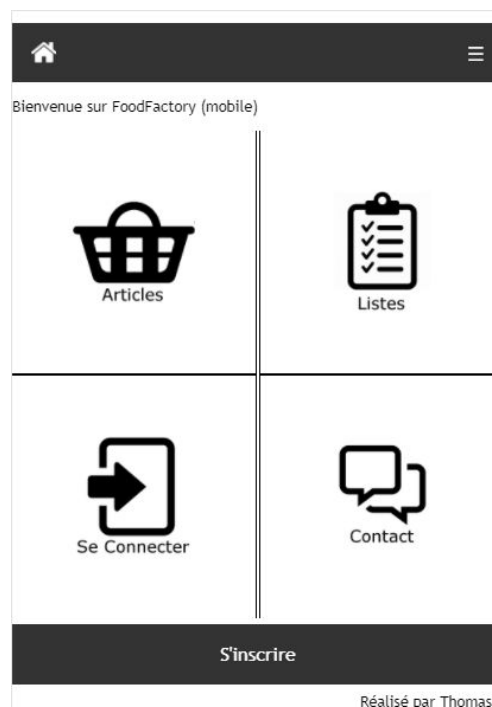 Bienvenue sur FoodFactory (mobile)
Articles
Listes
Se Connecter
Contact
S'inscrire
Réalisé par Thomas